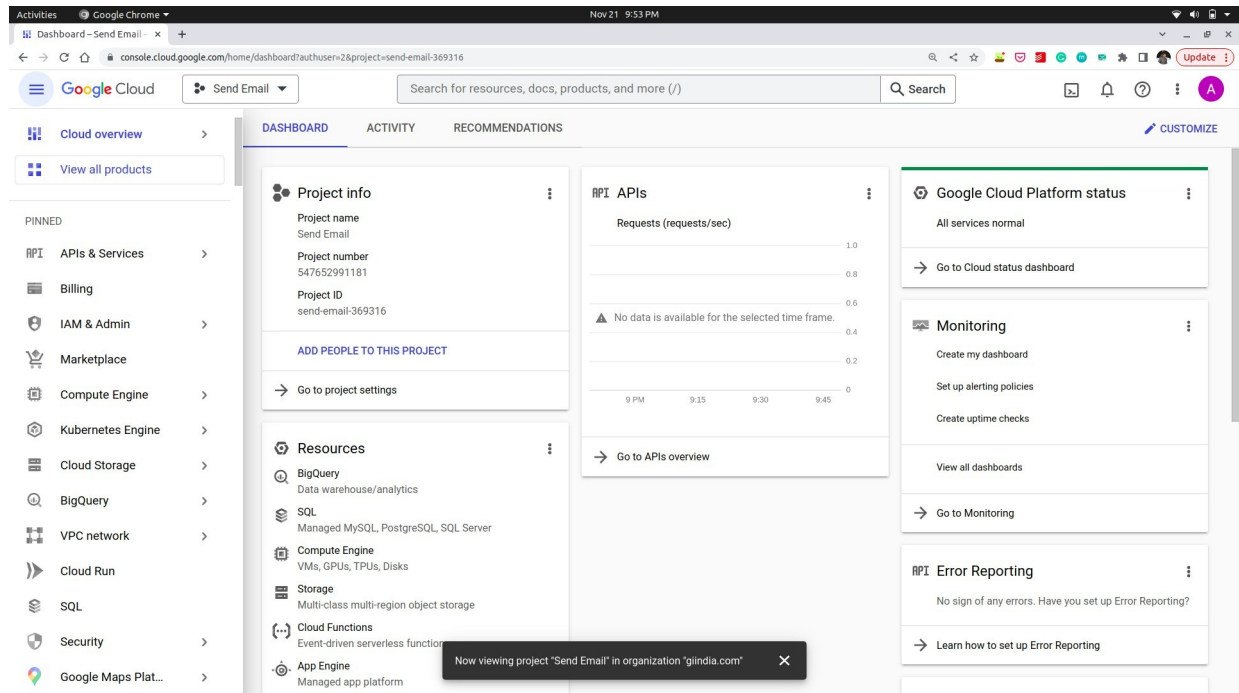 Activities
Google Chrome
Nov 21 9:53 PM
Dashboard – Send Email –
console.cloud.google.com/home/dashboard?authuser=2&project=send-email-369316
Update
Google Cloud
Send Email
Search for resources, docs, products, and more (/)
Search
A
Cloud overview
View all products
PINNED
API APIs & Services
Billing
IAM & Admin
Marketplace
Compute Engine
Kubernetes Engine
Cloud Storage
BigQuery
VPC network
Cloud Run
SQL
Security
Google Maps Plat...
DASHBOARD
ACTIVITY
RECOMMENDATIONS
CUSTOMIZE
Project info
Project name
Send Email
Project number
547652991181
Project ID
send-email-369316
ADD PEOPLE TO THIS PROJECT
Go to project settings
Resources
BigQuery
Data warehouse/analytics
SQL
Managed MySQL, PostgreSQL, SQL Server
Compute Engine
VMs, GPUs, TPUs, Disks
Storage
Multi-class multi-region object storage
Cloud Functions
Event-driven serverless function
App Engine
Managed app platform
API APIs
Requests (requests/sec)
1.0
0.8
0.6
No data is available for the selected time frame.
0.4
0.2
0
9 PM 9:15 9:30 9:45
Go to APIs overview
Google Cloud Platform status
All services normal
Go to Cloud status dashboard
Monitoring
Create my dashboard
Set up alerting policies
Create uptime checks
View all dashboards
Go to Monitoring
API Error Reporting
No sign of any errors. Have you set up Error Reporting?
Learn how to set up Error Reporting
Now viewing project "Send Email" in organization "giindia.com"